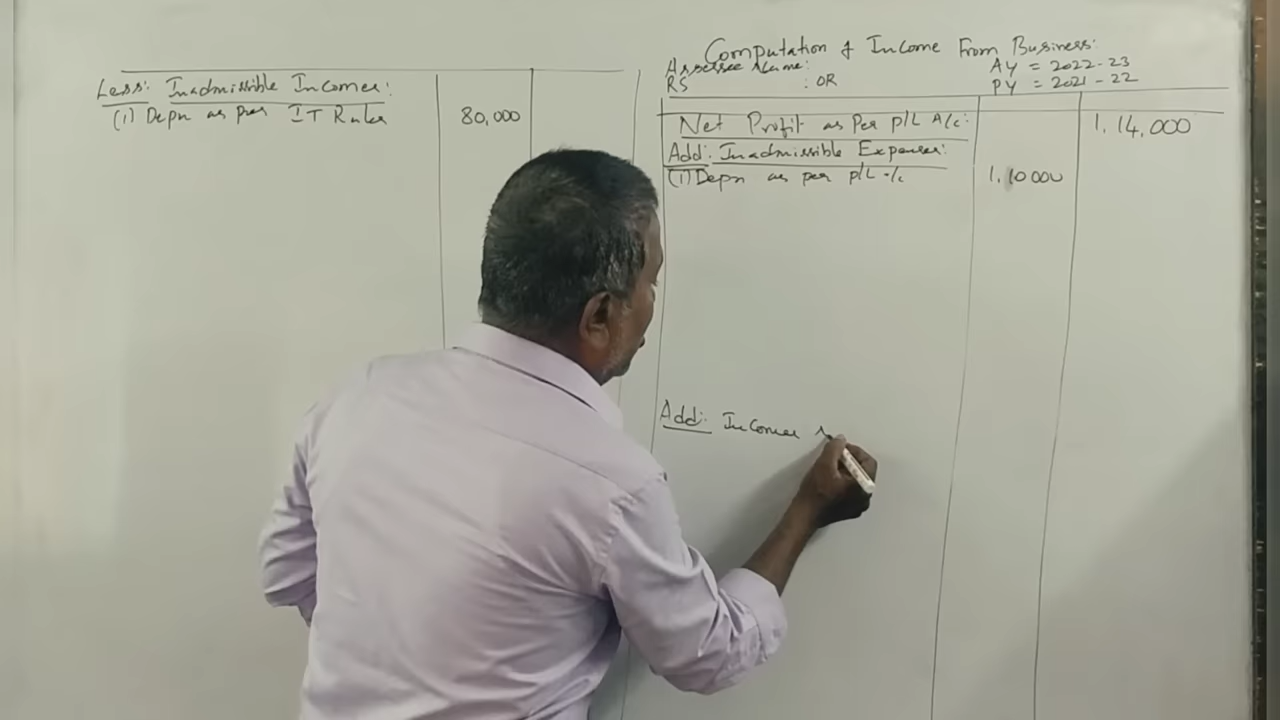 Less: Inadmissible Incomes:
(1) Depn as per IT Rules 80,000
Computation of Income From Business:
Assessee Name: AY = 2022-23
RS : OR PY = 2021-22
Net Profit as Per P/L A/c: 1,14,000
Add: Inadmissible Expenses:
(1) Depn as per P/L A/c 1,10000
Add: Incomes